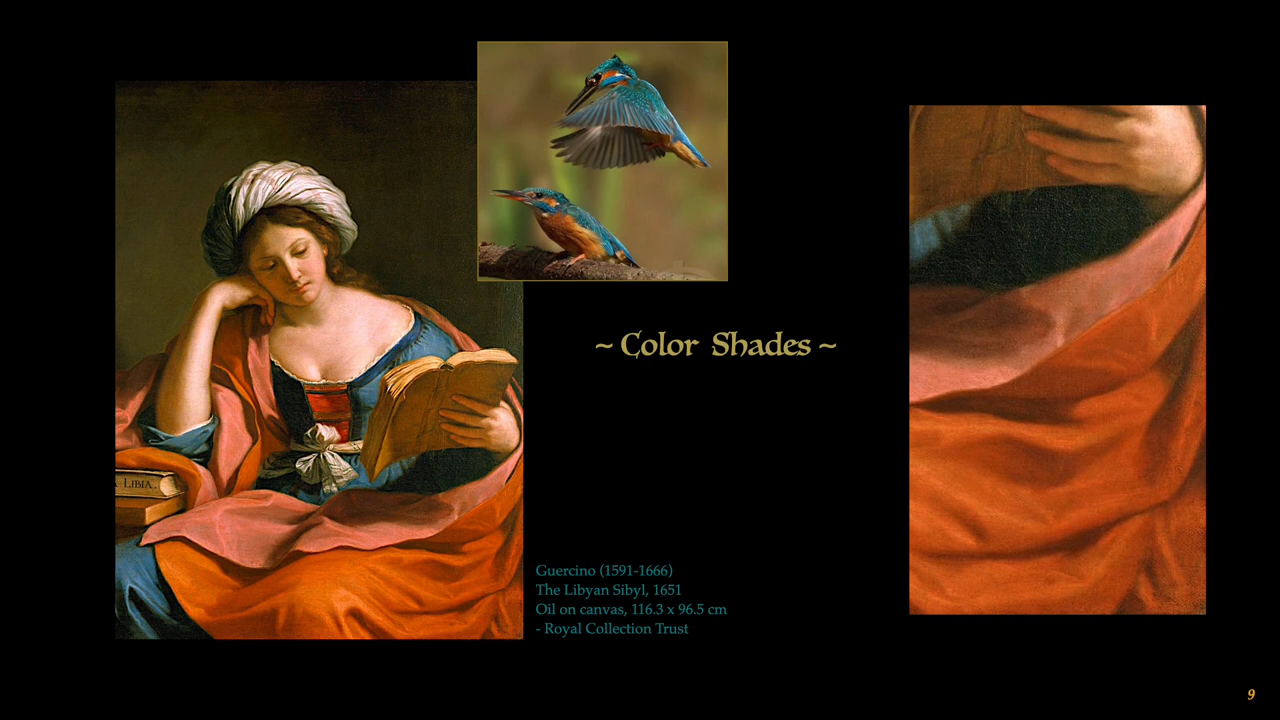 ~ Color Shades ~
LIBIA.
Guercino (1591-1666)
The Libyan Sibyl, 1651
Oil on canvas, 116.3 x 96.5 cm
- Royal Collection Trust
9